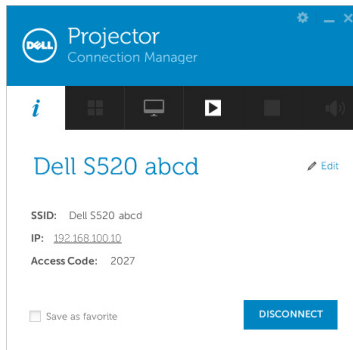 DELL
Projector
Connection Manager
i
Dell S520 abcd
Edit
SSID: Dell S520 abcd
IP: 192.168.100.10
Access Code: 2027
Save as favorite
DISCONNECT